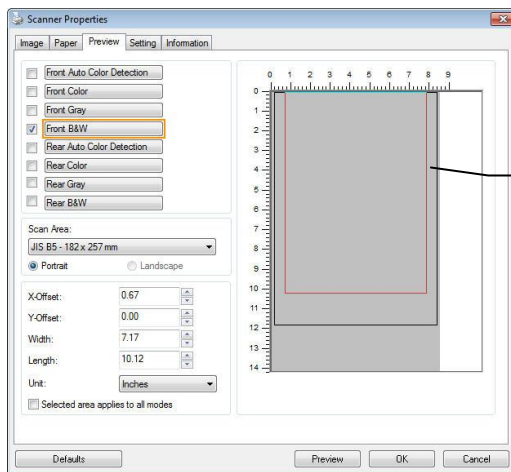 Scanner Properties
Image Paper Preview Setting Information
Front Auto Color Detection
Front Color
Front Gray
Front B&W
Rear Auto Color Detection
Rear Color
Rear Gray
Rear B&W
Scan Area:
JIS B5 - 182 x 257 mm
Portrait Landscape
X-Offset: 0.67
Y-Offset: 0.00
Width: 7.17
Length: 10.12
Unit: Inches
Selected area applies to all modes
0 1 2 3 4 5 6 7 8 9
0
1
2
3
4
5
6
7
8
9
10
11
12
13
14
Defaults Preview OK Cancel